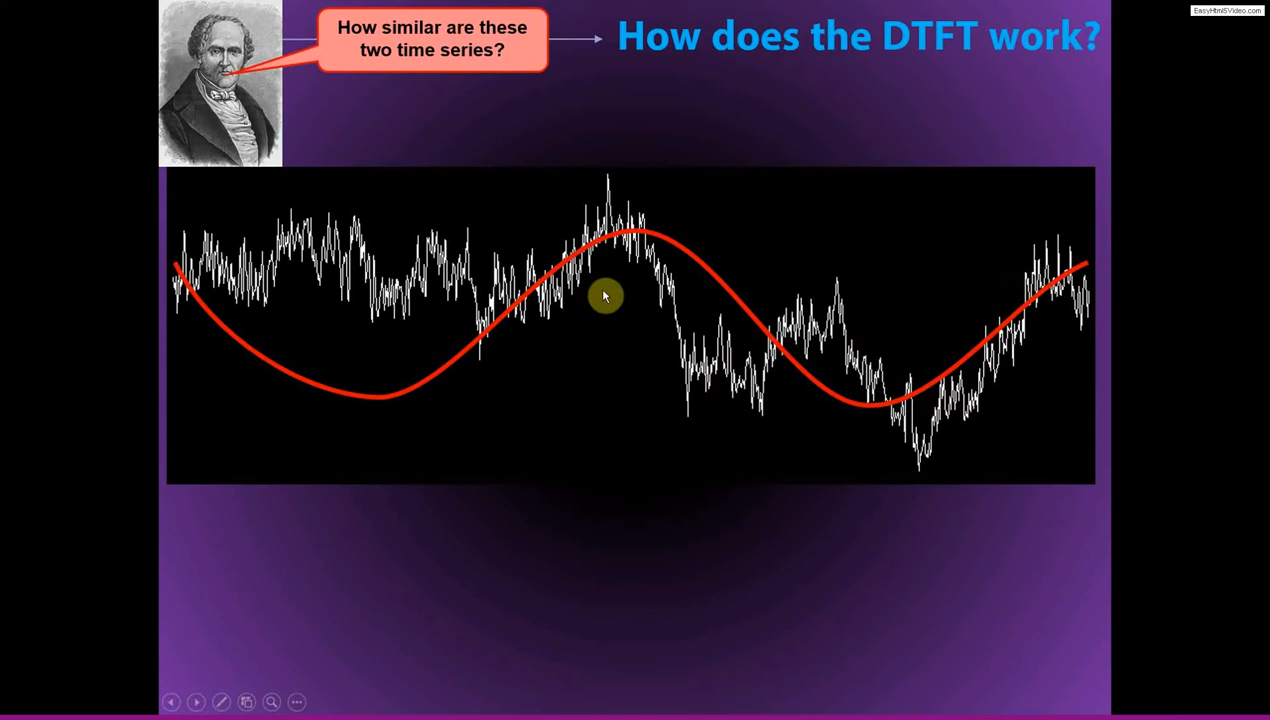 EasyHtml5Video.com
How similar are these
two time series?
How does the DTFT work?